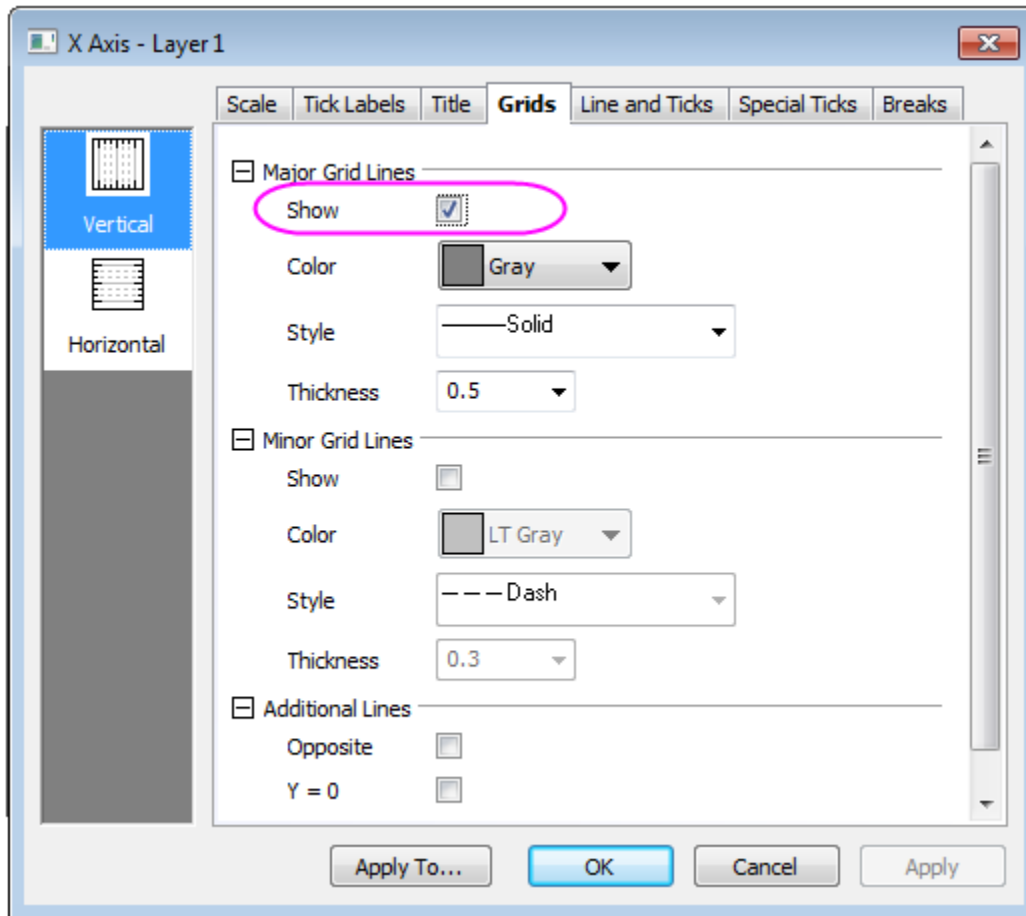 X Axis - Layer 1
Scale Tick Labels Title Grids Line and Ticks Special Ticks Breaks
Vertical
Horizontal
Major Grid Lines
Show
Color Gray
Style Solid
Thickness 0.5
Minor Grid Lines
Show
Color LT Gray
Style Dash
Thickness 0.3
Additional Lines
Opposite
Y = 0
Apply To... OK Cancel Apply